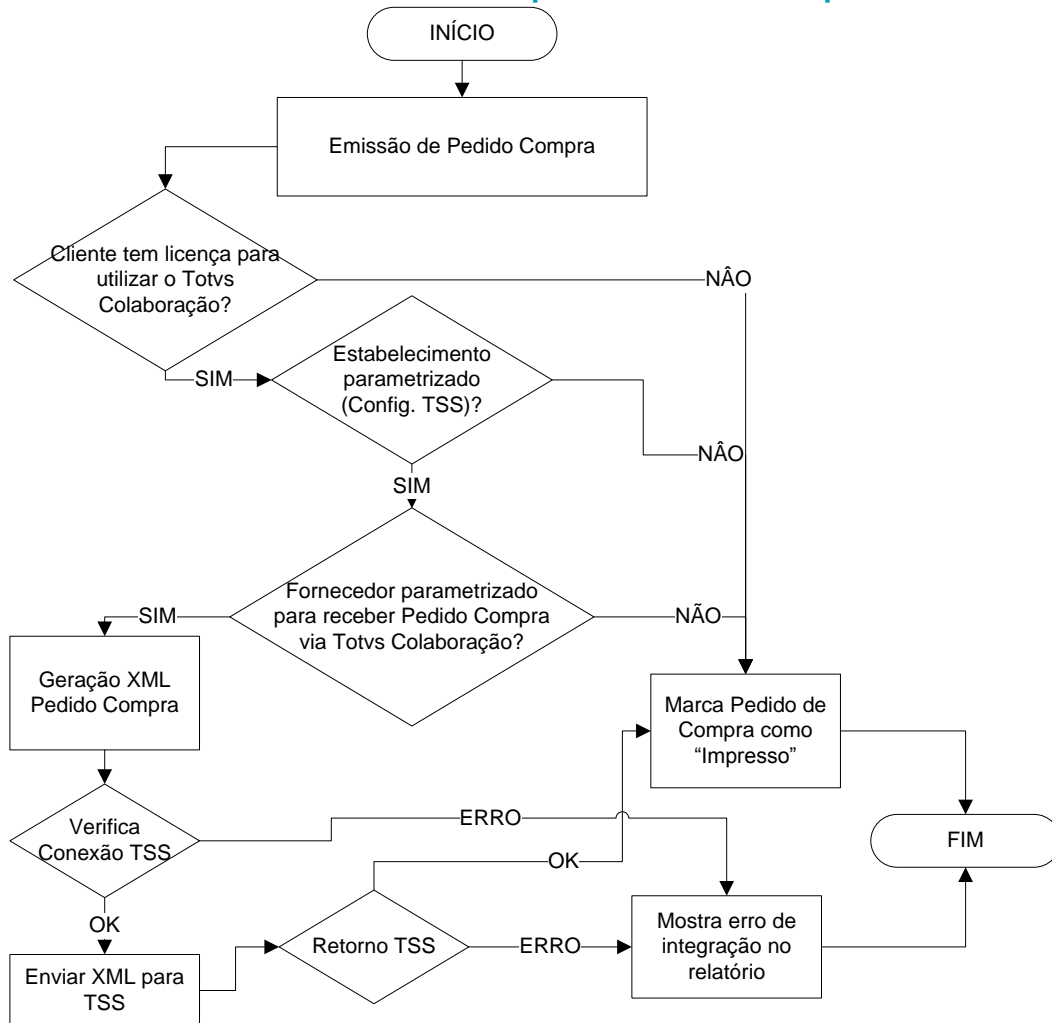 INÍCIO
Emissão de Pedido Compra
Cliente tem licença para
utilizar o Totvs
Colaboração?
NÂO
Estabelecimento
parametrizado
(Config. TSS)?
SIM
NÂO
SIM
Fornecedor parametrizado
para receber Pedido Compra
via Totvs Colaboração?
SIM
NÃO
Geração XML
Pedido Compra
Marca Pedido de
Compra como
“Impresso”
Verifica
Conexão TSS
ERRO
FIM
OK
OK
Enviar XML para
TSS
Retorno TSS
ERRO
Mostra erro de
integração no
relatório